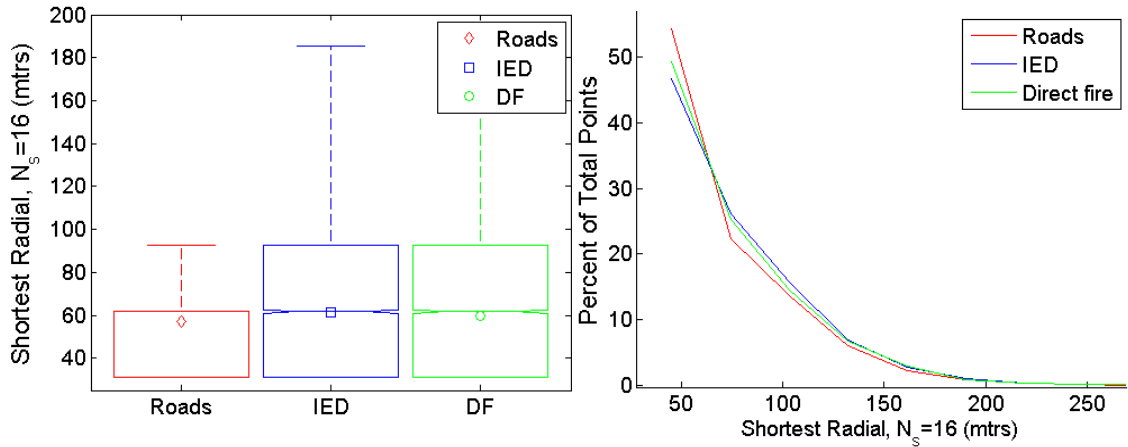 Shortest Radial, N_S=16 (mtrs)
200
180
160
140
120
100
80
60
40
Roads
IED
DF
Roads
IED
DF
Percent of Total Points
50
40
30
20
10
0
50
100
150
200
250
Shortest Radial, N_S=16 (mtrs)
Roads
IED
Direct fire